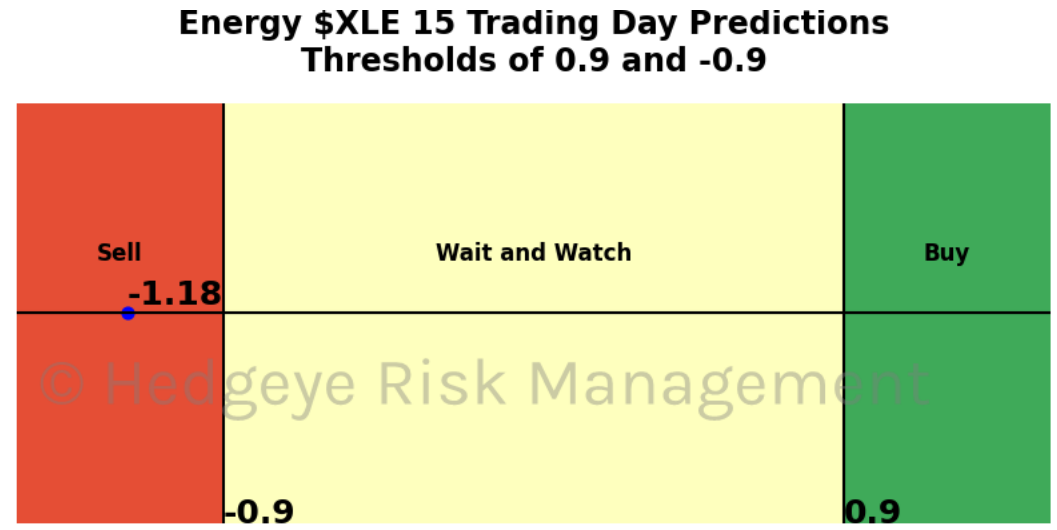 Energy $XLE 15 Trading Day Predictions
Thresholds of 0.9 and -0.9
Sell
Wait and Watch
Buy
-1.18
© Hedgeye Risk Management
-0.9
0.9